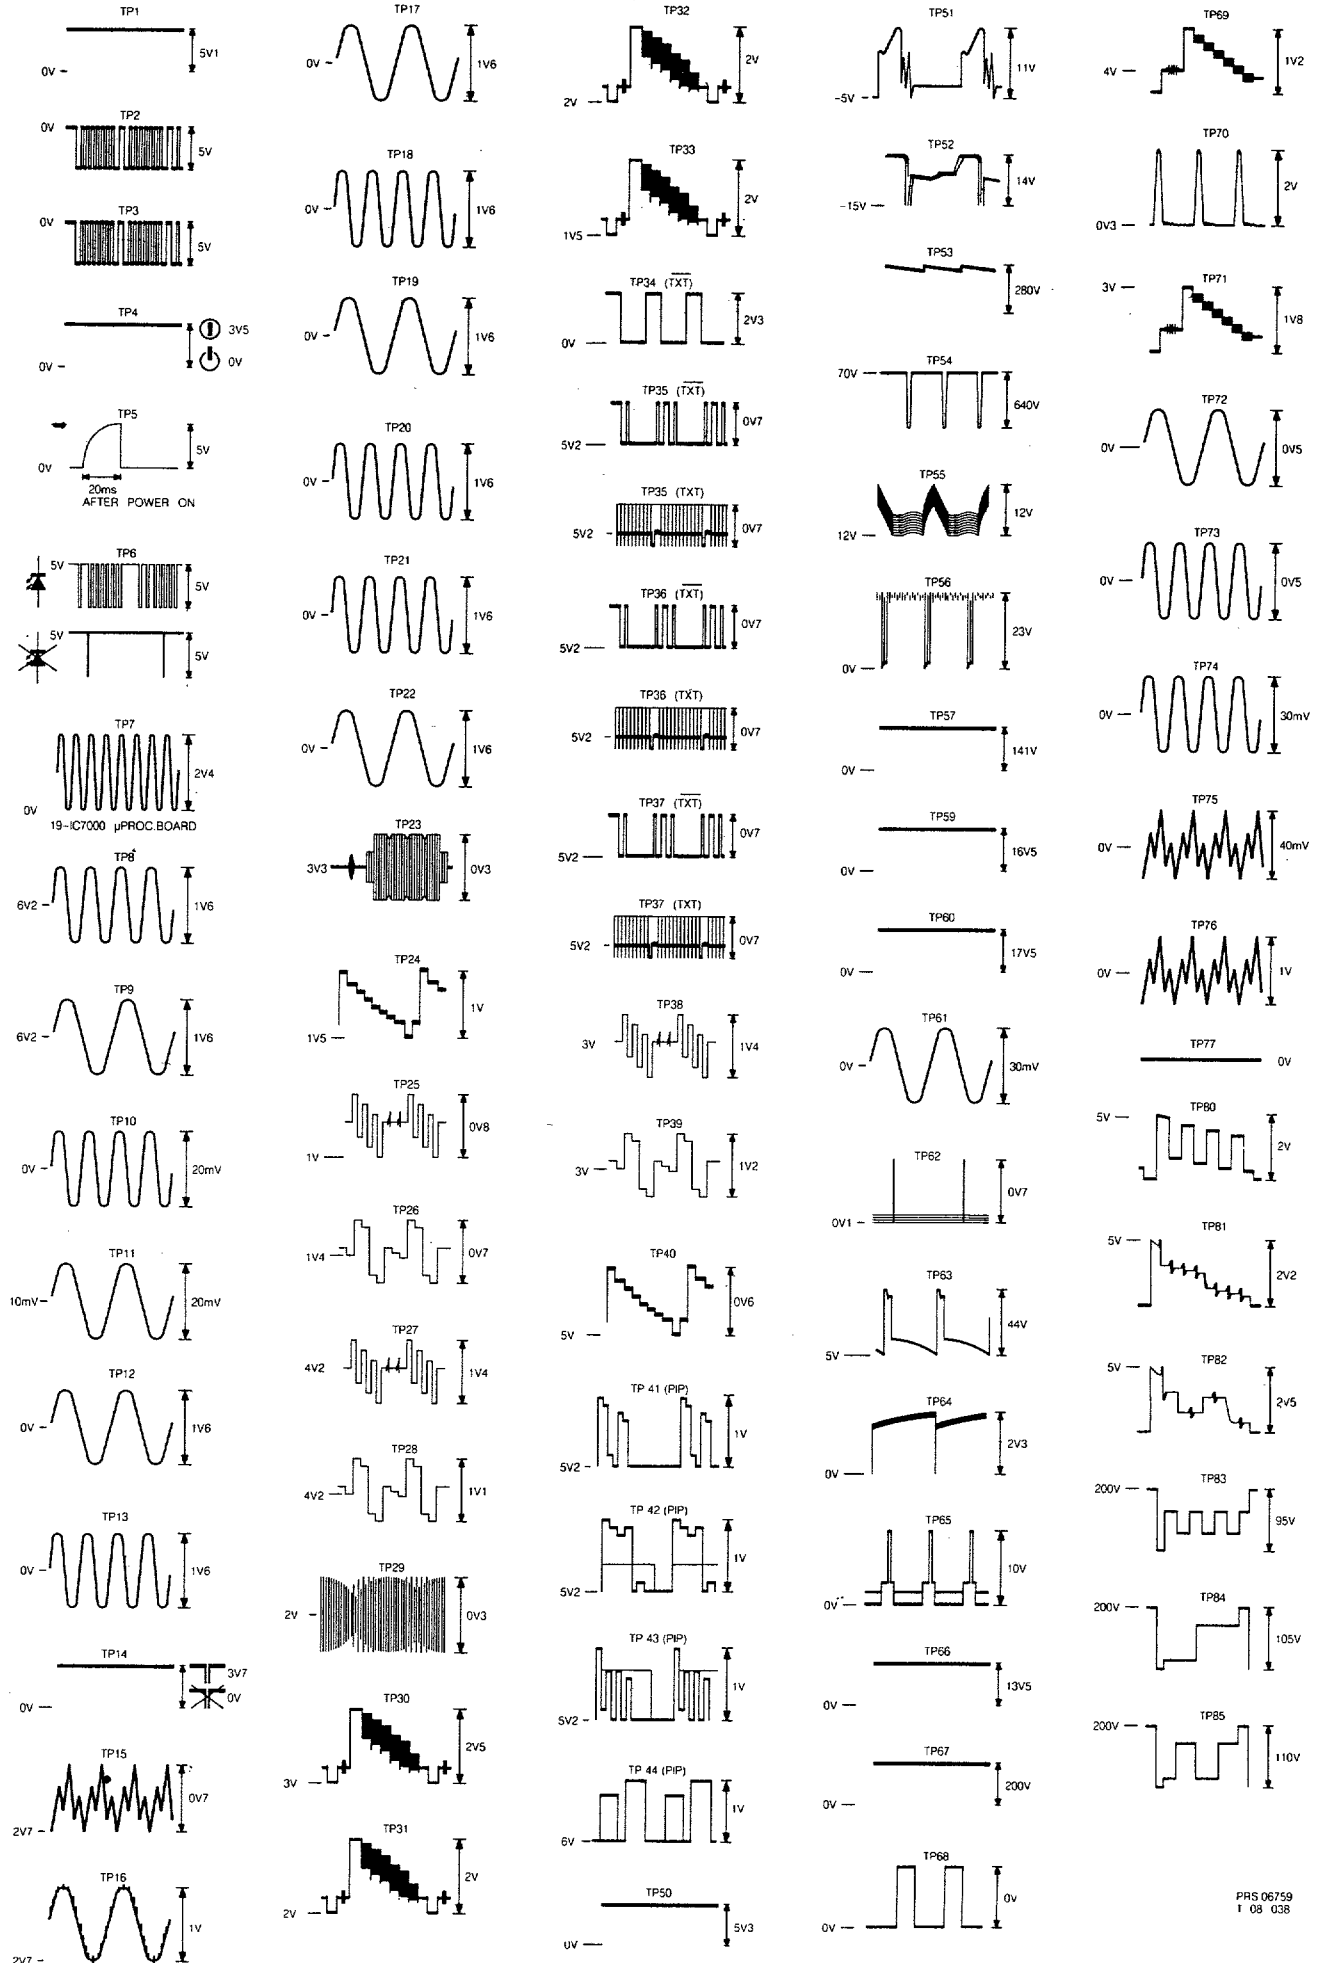 TP1
5V1
0V
TP2
0V
5V
TP3
0V
5V
TP4
3V5
0V
0V
TP5
5V
0V
20ms
AFTER POWER ON
TP6
5V
5V
5V
5V
TP7
2V4
0V
19-IC7000 µPROC.BOARD
TP8
6V2
1V6
TP9
6V2
1V6
TP10
0V
20mV
TP11
10mV
20mV
TP12
0V
1V6
TP13
0V
1V6
TP14
3V7
0V
0V
TP15
0V7
2V7
TP16
1V
2V7
TP17
0V
1V6
TP18
0V
1V6
TP19
0V
1V6
TP20
0V
1V6
TP21
0V
1V6
TP22
0V
1V6
TP23
3V3
0V3
TP24
1V
1V5
TP25
0V8
1V
TP26
1V4
0V7
TP27
4V2
1V4
TP28
4V2
1V1
TP29
2V
0V3
TP30
2V5
3V
TP31
2V
2V
TP32
2V
2V
TP33
2V
1V5
TP34 (TXT)
2V3
0V
TP35 (TXT)
0V7
5V2
TP35 (TXT)
0V7
5V2
TP36 (TXT)
0V7
5V2
TP36 (TXT)
0V7
5V2
TP37 (TXT)
0V7
5V2
TP37 (TXT)
0V7
5V2
TP38
3V
1V4
TP39
3V
1V2
TP40
0V6
5V
TP 41 (PIP)
1V
5V2
TP 42 (PIP)
1V
5V2
TP 43 (PIP)
1V
5V2
TP 44 (PIP)
1V
6V
TP50
5V3
0V
TP51
11V
-5V
TP52
14V
-15V
TP53
280V
TP54
70V
640V
TP55
12V
12V
TP56
23V
0V
TP57
141V
0V
TP59
16V5
0V
TP60
17V5
0V
TP61
0V
30mV
TP62
0V7
0V1
TP63
44V
5V
TP64
2V3
0V
TP65
10V
0V
TP66
13V5
0V
TP67
200V
0V
TP68
0V
0V
TP69
1V2
4V
TP70
2V
0V3
TP71
3V
1V8
TP72
0V
0V5
TP73
0V
0V5
TP74
0V
30mV
TP75
0V
40mV
TP76
0V
1V
TP77
0V
TP80
5V
2V
TP81
5V
2V2
TP82
5V
2V5
TP83
200V
95V
TP84
200V
105V
TP85
200V
110V
PRS 06759
T 08 038